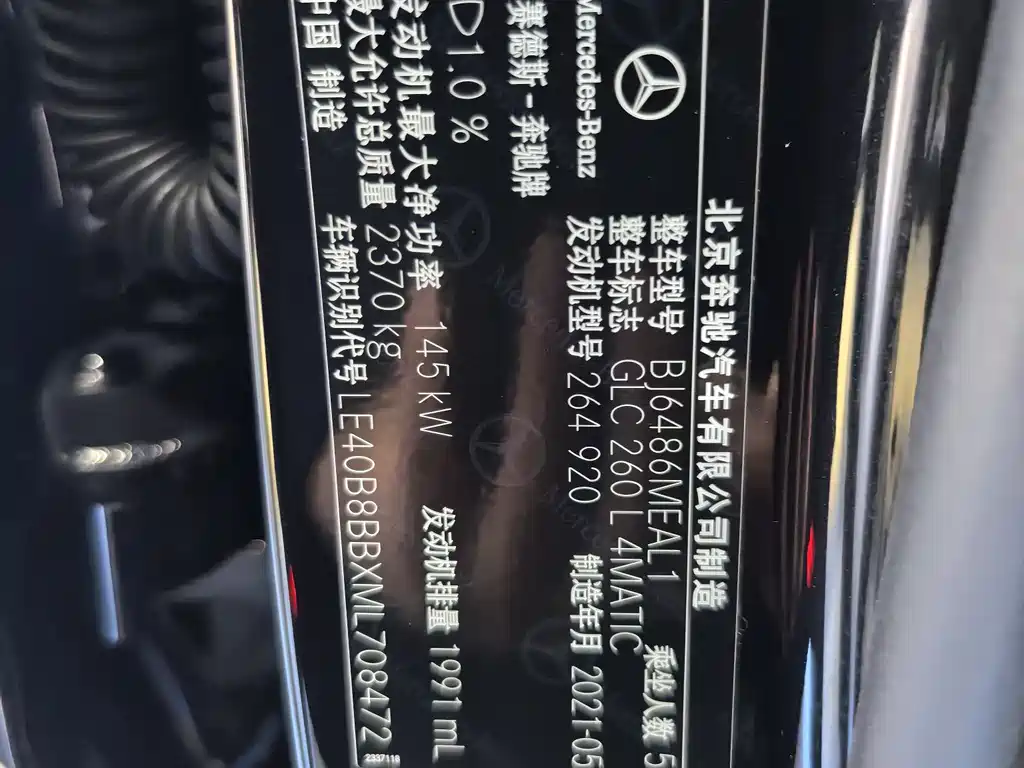 北京奔驰汽车有限公司制造
Mercedes-Benz
赛德斯-奔驰牌
整车型号 BJ6486MEAL1 乘坐人数 5
整车标志 GLC 260 L 4MATIC
发动机型号 264 920 制造年月 2021-05
1.0 %
发动机最大净功率 145 kW 发动机排量 1991 mL
最大允许总质量 2370 kg
中国 制造 车辆识别代号 LE40B8BBXML708472
2337118